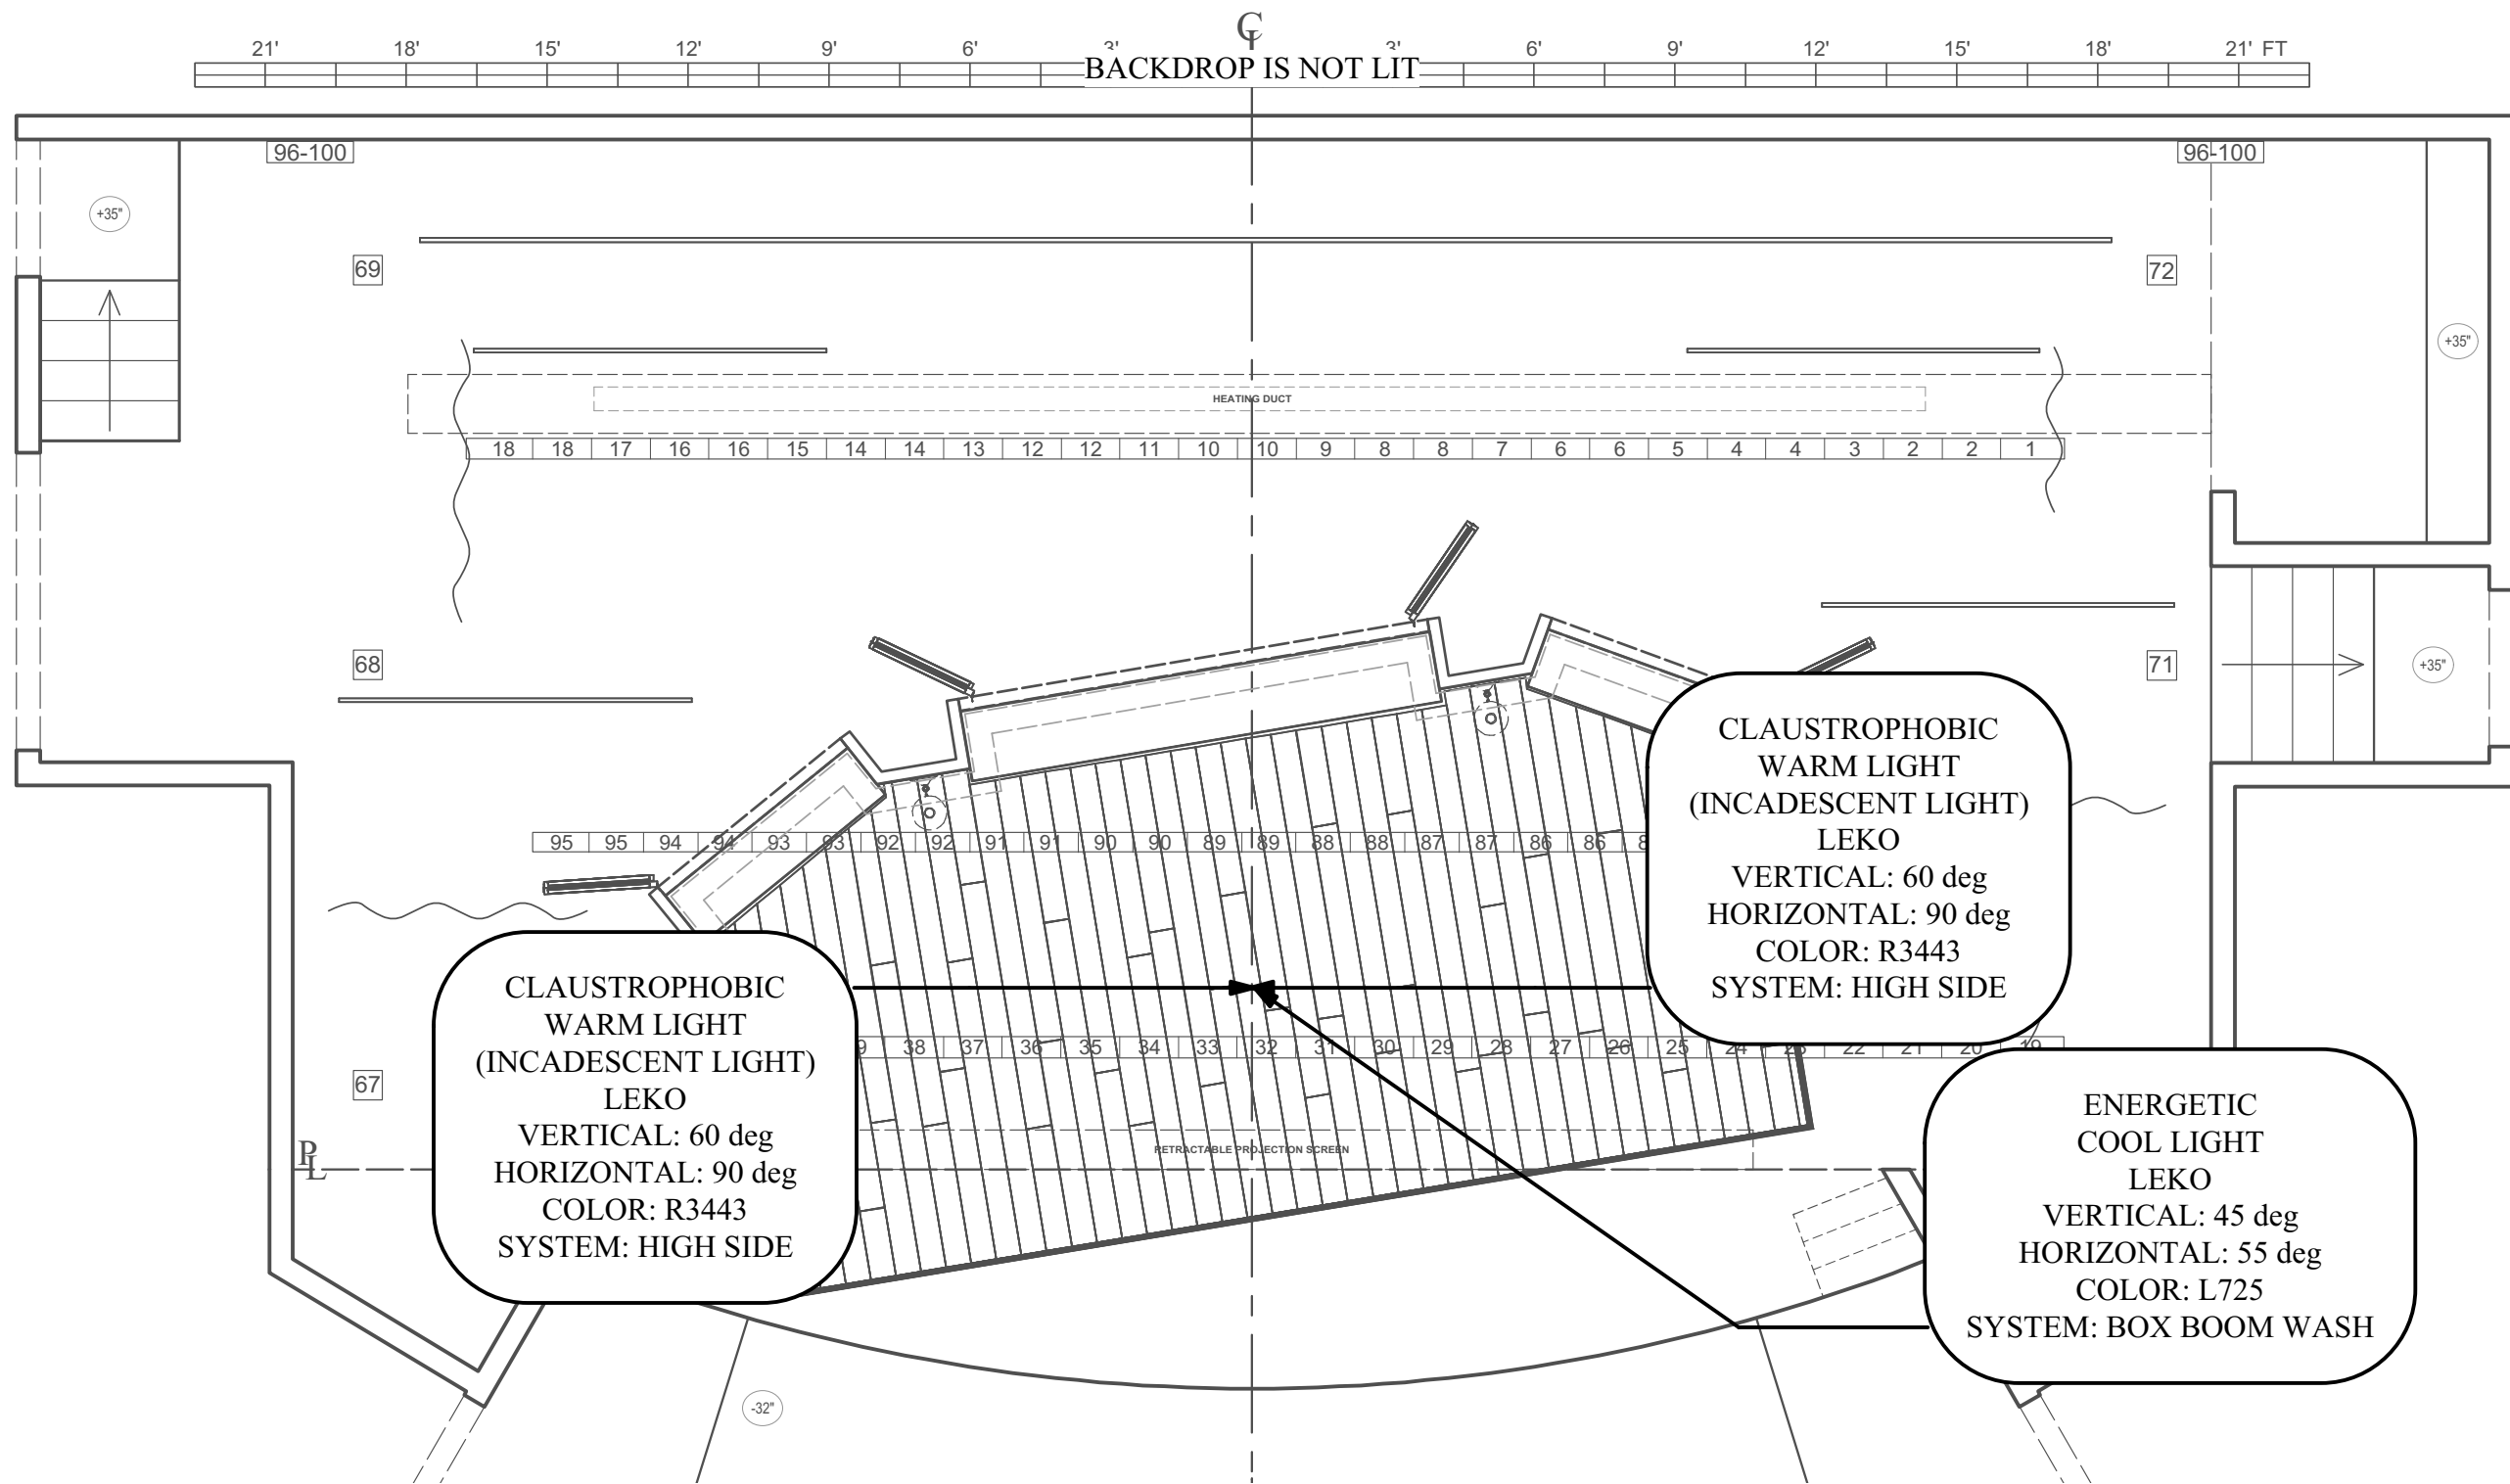 ℄
21' 18' 15' 12' 9' 6' 3' 3' 6' 9' 12' 15' 18' 21' FT
BACKDROP IS NOT LIT
96-100
96-100
+35"
69
72
+35"
HEATING DUCT
18 18 17 16 16 15 14 14 13 12 12 11 10 10 9 8 8 7 6 6 5 4 4 3 2 2 1
68
71
+35"
95 95 94 94 93 93 92 92 91 91 90 90 89 89 88 88 87 87 86 86
CLAUSTROPHOBIC
WARM LIGHT
(INCADESCENT LIGHT)
LEKO
VERTICAL: 60 deg
HORIZONTAL: 90 deg
COLOR: R3443
SYSTEM: HIGH SIDE
CLAUSTROPHOBIC
WARM LIGHT
(INCADESCENT LIGHT)
LEKO
VERTICAL: 60 deg
HORIZONTAL: 90 deg
COLOR: R3443
SYSTEM: HIGH SIDE
38 37 36 35 34 33 32 31 30 29 28 27 26 25 24 23 22 21 20 19
67
PL
RETRACTABLE PROJECTION SCREEN
ENERGETIC
COOL LIGHT
LEKO
VERTICAL: 45 deg
HORIZONTAL: 55 deg
COLOR: L725
SYSTEM: BOX BOOM WASH
-32"